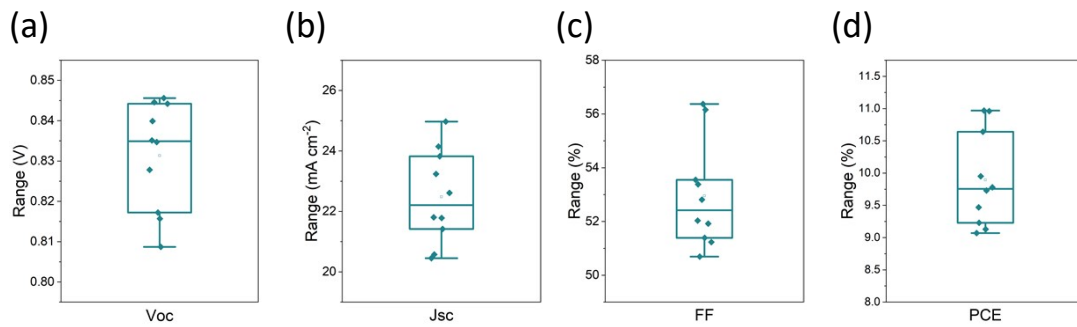 (a)
Range (V)
0.85
0.84
0.83
0.82
0.81
0.80
Voc
(b)
Range (mA cm⁻²)
26
24
22
20
Jsc
(c)
Range (%)
58
56
54
52
50
FF
(d)
Range (%)
11.5
11.0
10.5
10.0
9.5
9.0
8.5
8.0
PCE